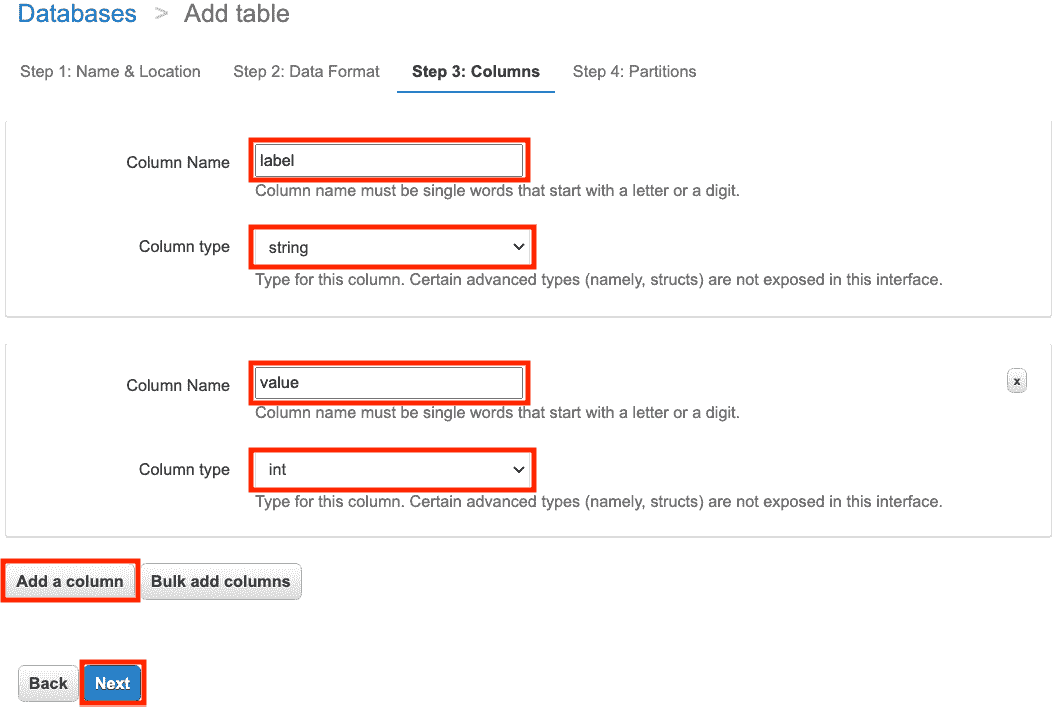 Databases > Add table
Step 1: Name & Location Step 2: Data Format Step 3: Columns Step 4: Partitions
Column Name label
Column name must be single words that start with a letter or a digit.
Column type string
Type for this column. Certain advanced types (namely, structs) are not exposed in this interface.
Column Name value x
Column name must be single words that start with a letter or a digit.
Column type int
Type for this column. Certain advanced types (namely, structs) are not exposed in this interface.
Add a column Bulk add columns
Back Next